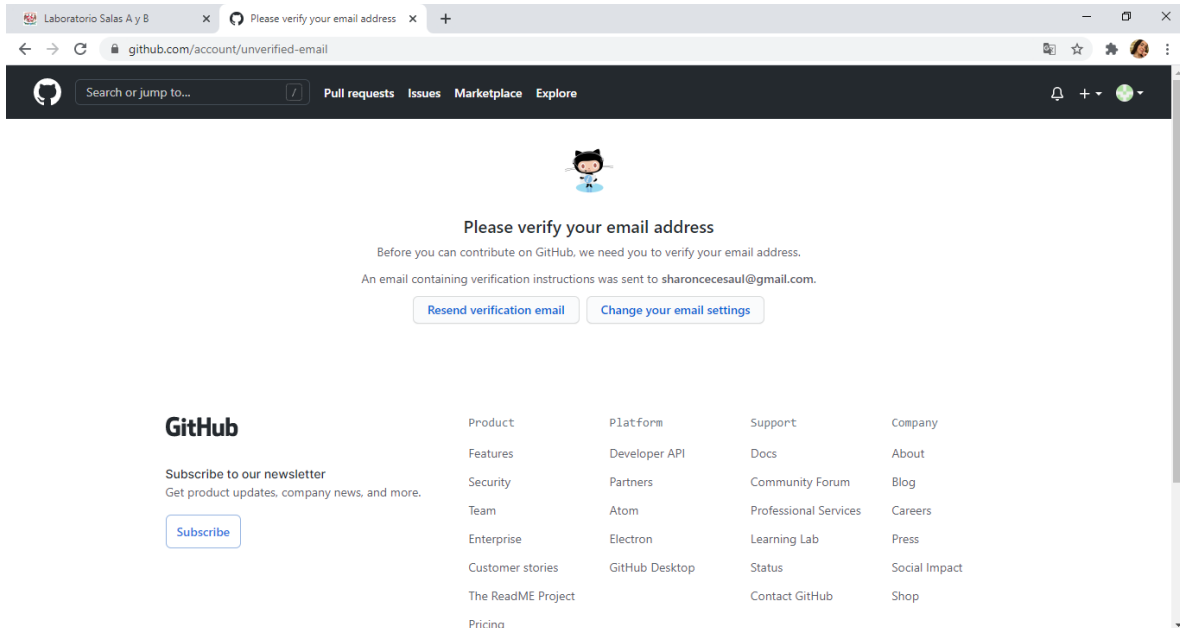 Laboratorio Salas A y B
Please verify your email address
github.com/account/unverified-email
Search or jump to... /
Pull requests Issues Marketplace Explore
Please verify your email address
Before you can contribute on GitHub, we need you to verify your email address.
An email containing verification instructions was sent to sharoncecesaul@gmail.com.
Resend verification email Change your email settings
GitHub
Subscribe to our newsletter
Get product updates, company news, and more.
Subscribe
Product
Features
Security
Team
Enterprise
Customer stories
The ReadME Project
Pricing
Platform
Developer API
Partners
Atom
Electron
GitHub Desktop
Support
Docs
Community Forum
Professional Services
Learning Lab
Status
Contact GitHub
Company
About
Blog
Careers
Press
Social Impact
Shop